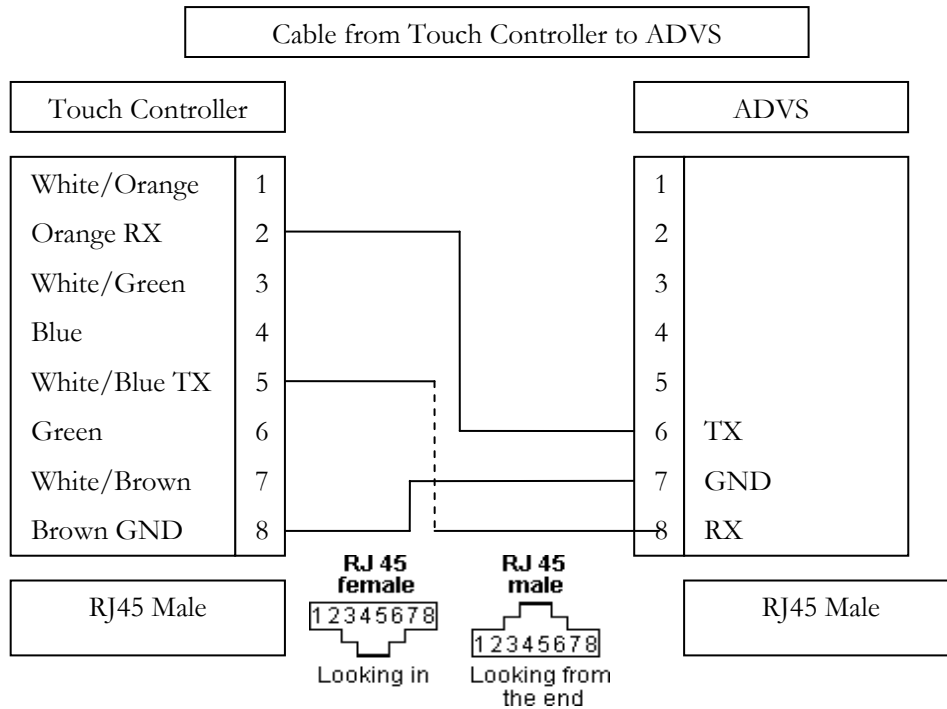 Cable from Touch Controller to ADVS
Touch Controller
ADVS
White/Orange 1
Orange RX 2
White/Green 3
Blue 4
White/Blue TX 5
Green 6
White/Brown 7
Brown GND 8
1
2
3
4
5
6 TX
7 GND
8 RX
RJ45 Male
RJ 45
female
12345678
Looking in
RJ 45
male
12345678
Looking from
the end
RJ45 Male